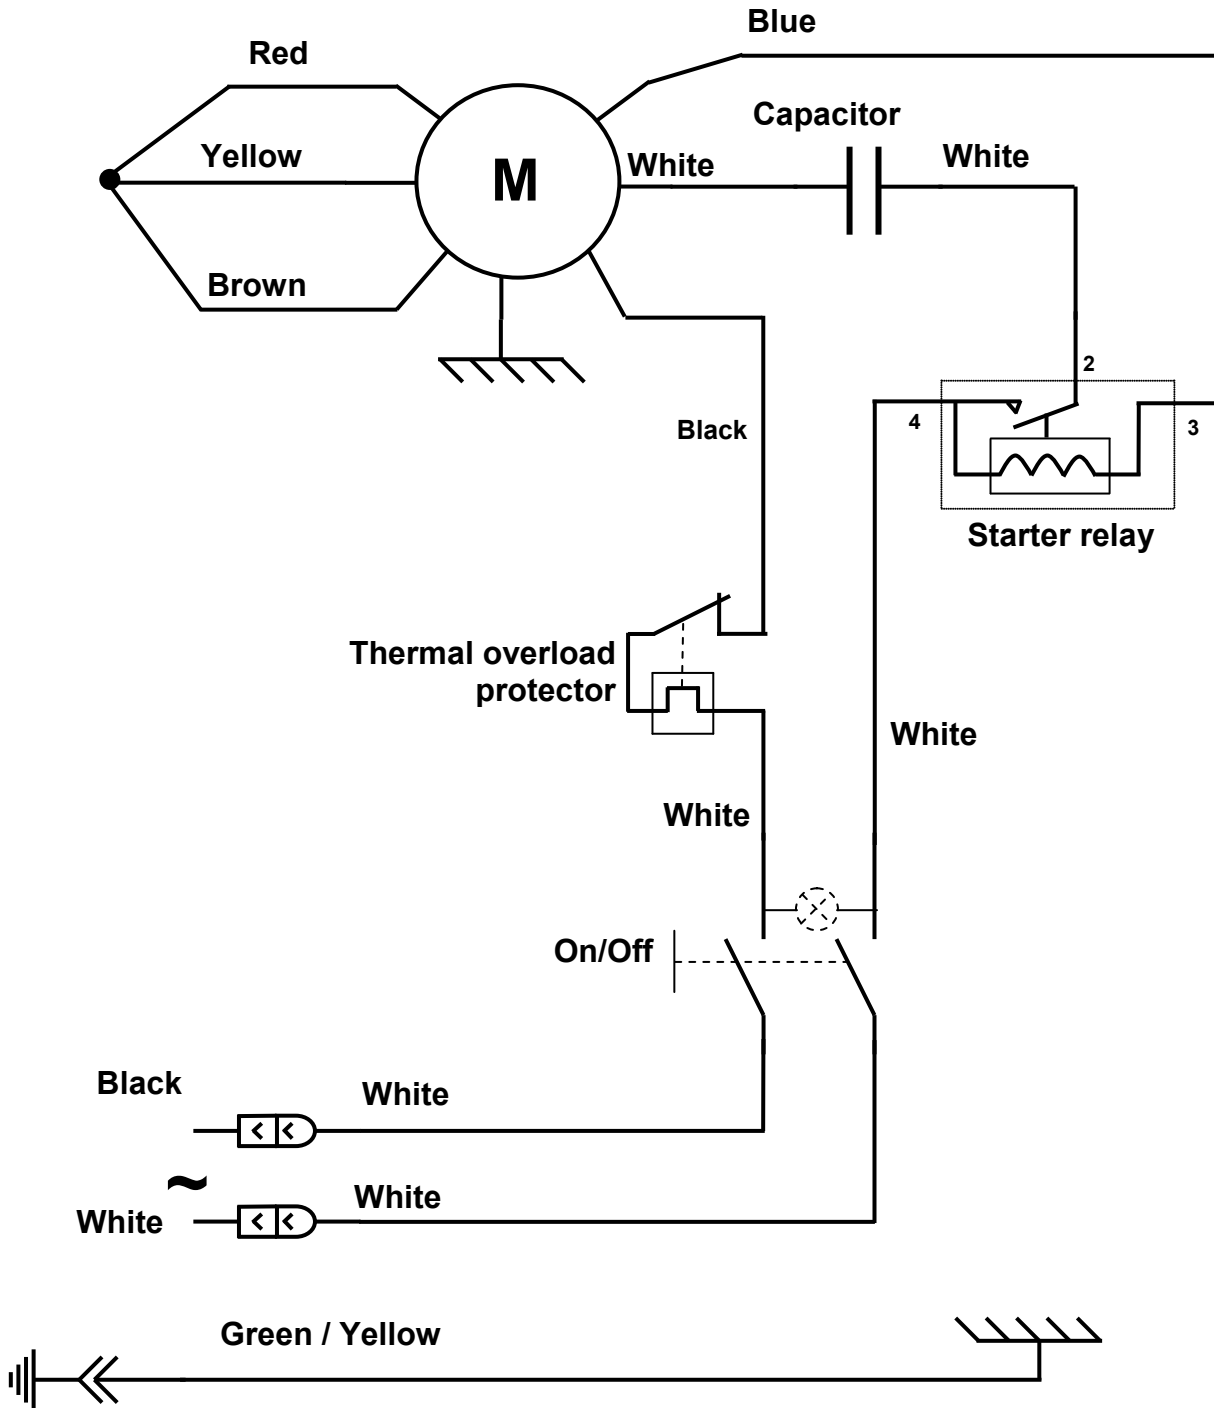 Blue
Red
Capacitor
Yellow
White
White
M
Brown
2
Black
4
3
Starter relay
Thermal overload
protector
White
White
On/Off
Black
White
~
White
White
Green / Yellow